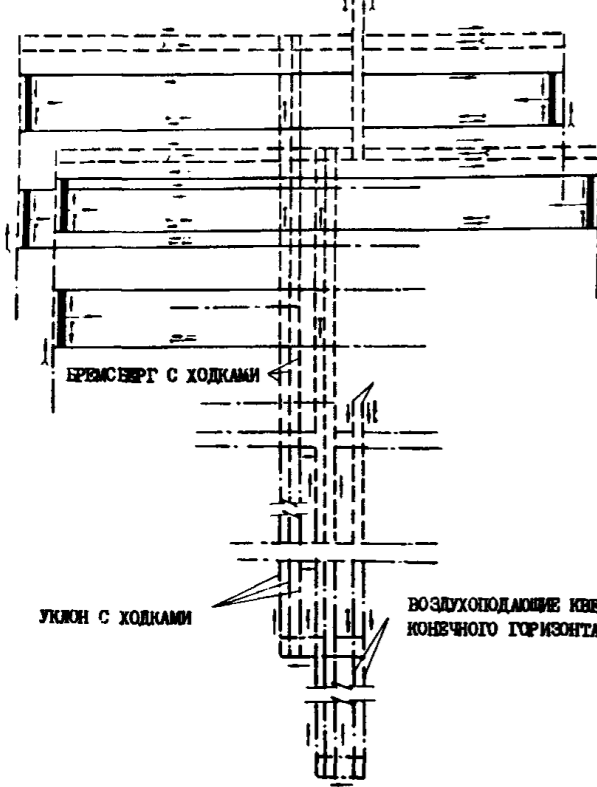 БРЕМСБЕРГ С ХОДКАМИ
УКЛОН С ХОДКАМИ
ВОЗДУХОПОДАЮЩИЕ КВЕ
КОНЕЧНОГО ГОРИЗОНТА